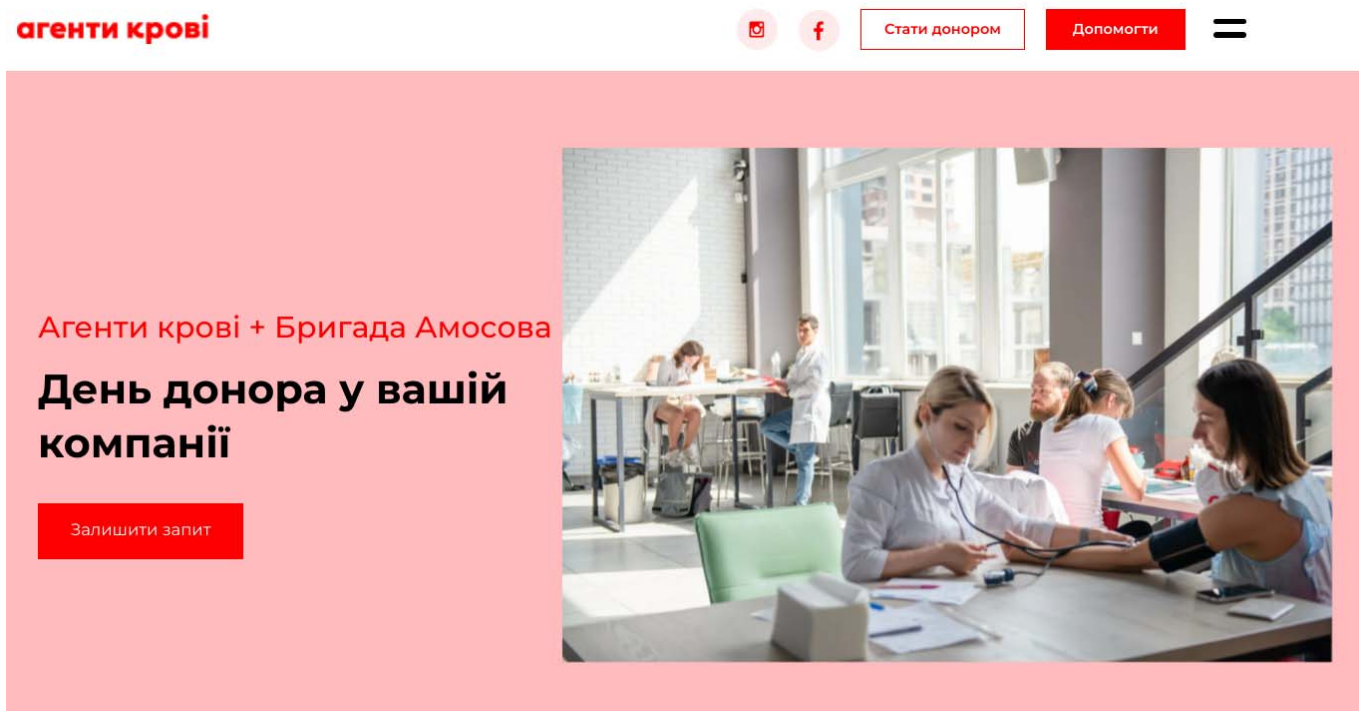 агенти крові
Стати донором
Допомогти
Агенти крові + Бригада Амосова
День донора у вашій
компанії
Залишити запит